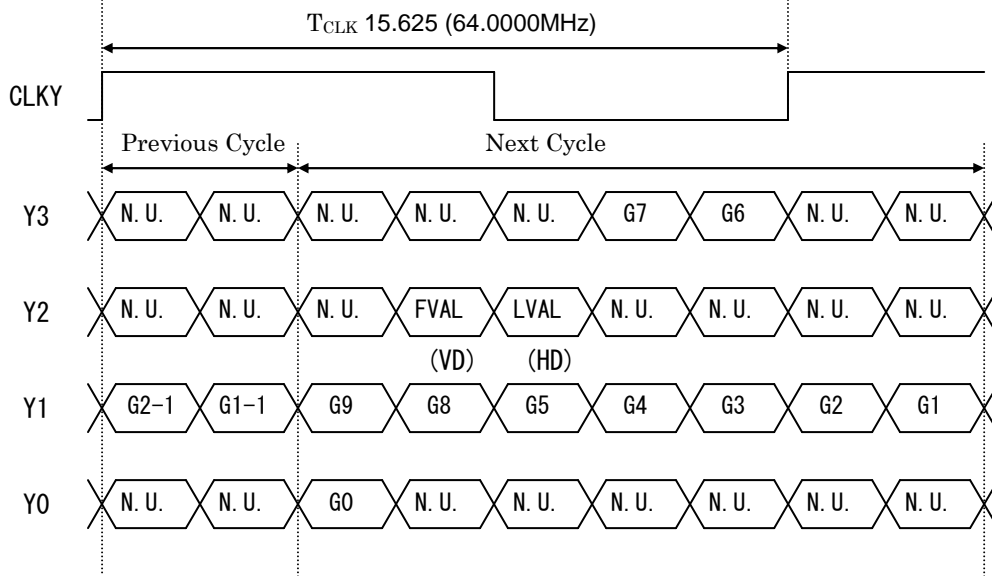 TCLK 15.625 (64.0000MHz)
CLKY
Previous Cycle Next Cycle
Y3 N.U. N.U. N.U. N.U. N.U. G7 G6 N.U. N.U.
Y2 N.U. N.U. N.U. FVAL LVAL N.U. N.U. N.U. N.U.
(VD) (HD)
Y1 G2-1 G1-1 G9 G8 G5 G4 G3 G2 G1
Y0 N.U. N.U. G0 N.U. N.U. N.U. N.U. N.U. N.U.